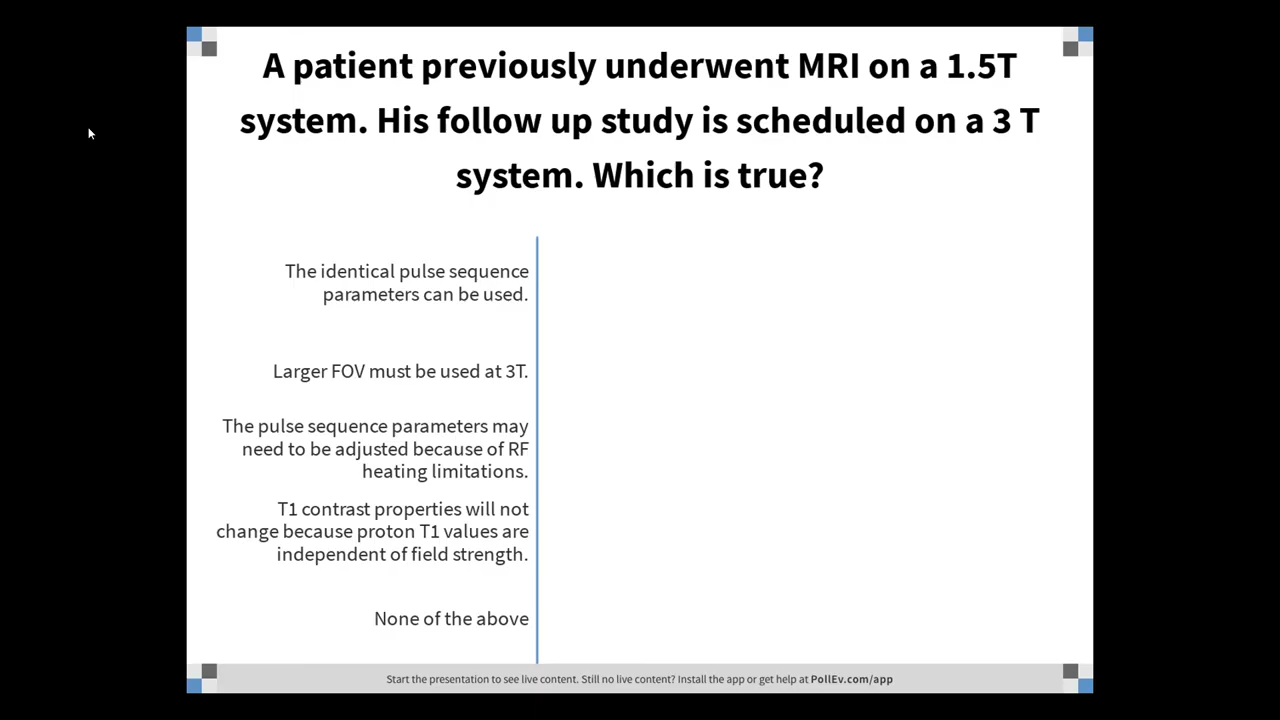 A patient previously underwent MRI on a 1.5T
system. His follow up study is scheduled on a 3 T
system. Which is true?
The identical pulse sequence
parameters can be used.
Larger FOV must be used at 3T.
The pulse sequence parameters may
need to be adjusted because of RF
heating limitations.
T1 contrast properties will not
change because proton T1 values are
independent of field strength.
None of the above
Start the presentation to see live content. Still no live content? Install the app or get help at PollEv.com/app